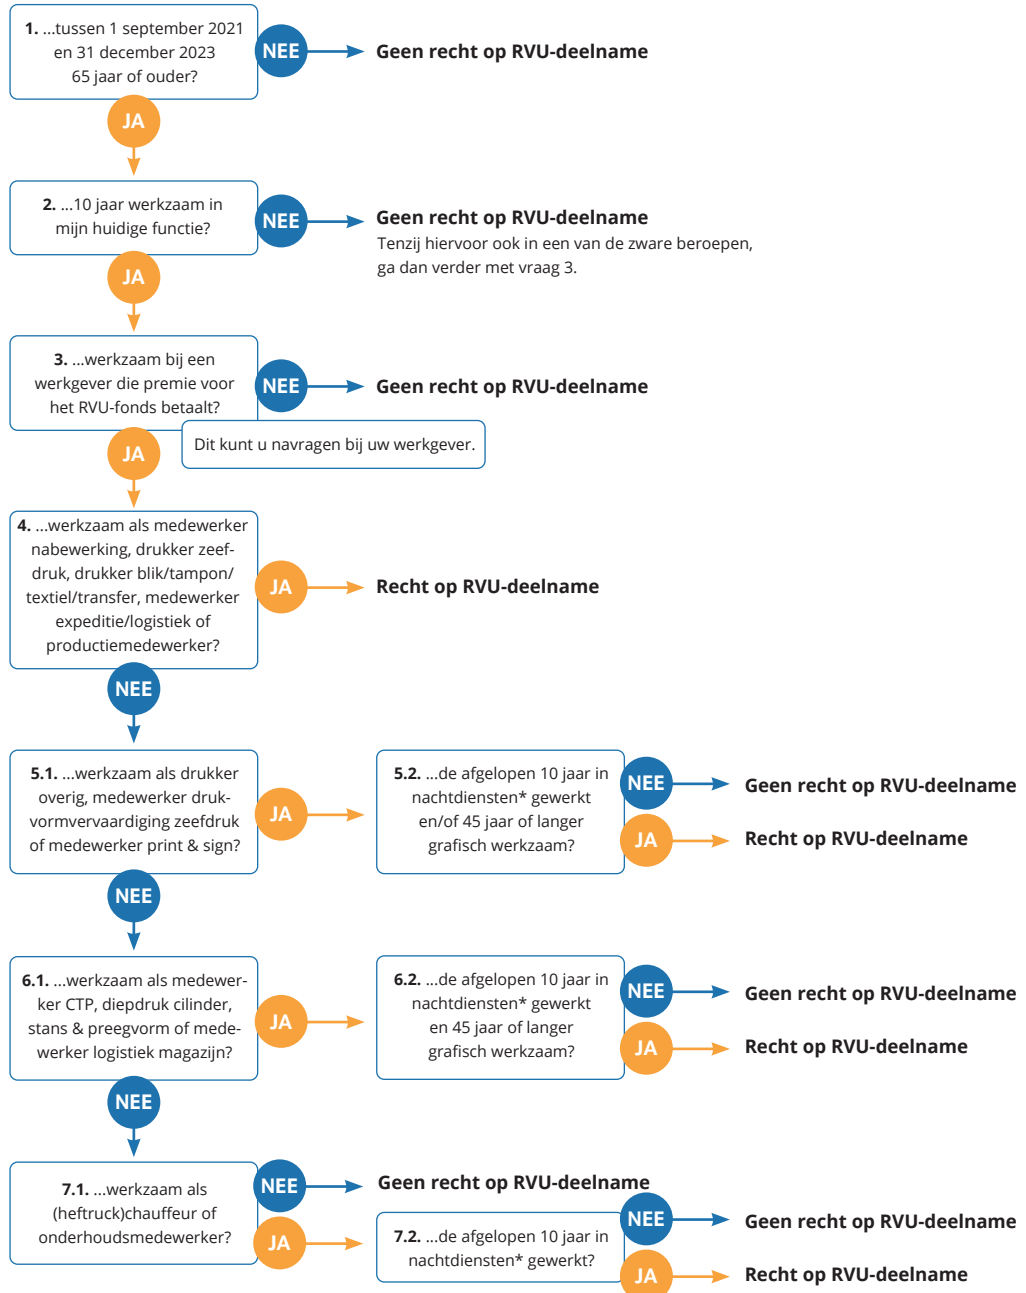 1. ...tussen 1 september 2021
en 31 december 2023
65 jaar of ouder?
NEE
Geen recht op RVU-deelname
JA
2. ...10 jaar werkzaam in
mijn huidige functie?
NEE
Geen recht op RVU-deelname
Tenzij hiervoor ook in een van de zware beroepen,
ga dan verder met vraag 3.
JA
3. ...werkzaam bij een
werkgever die premie voor
het RVU-fonds betaalt?
NEE
Geen recht op RVU-deelname
Dit kunt u navragen bij uw werkgever.
JA
4. ...werkzaam als medewerker
nabewerking, drukker zeef-
druk, drukker blik/tampon/
textiel/transfer, medewerker
expeditie/logistiek of
productiemedewerker?
JA
Recht op RVU-deelname
NEE
5.1. ...werkzaam als drukker
overig, medewerker druk-
vormvervaardiging zeefdruk
of medewerker print & sign?
JA
5.2. ...de afgelopen 10 jaar in
nachtdiensten* gewerkt
en/of 45 jaar of langer
grafisch werkzaam?
NEE
Geen recht op RVU-deelname
JA
Recht op RVU-deelname
NEE
6.1. ...werkzaam als medewer-
ker CTP, diepdruk cilinder,
stans & preegvorm of mede-
werker logistiek magazijn?
JA
6.2. ...de afgelopen 10 jaar in
nachtdiensten* gewerkt
en 45 jaar of langer
grafisch werkzaam?
NEE
Geen recht op RVU-deelname
JA
Recht op RVU-deelname
NEE
7.1. ...werkzaam als
(heftruck)chauffeur of
onderhoudsmedewerker?
NEE
Geen recht op RVU-deelname
JA
7.2. ...de afgelopen 10 jaar in
nachtdiensten* gewerkt?
NEE
Geen recht op RVU-deelname
JA
Recht op RVU-deelname